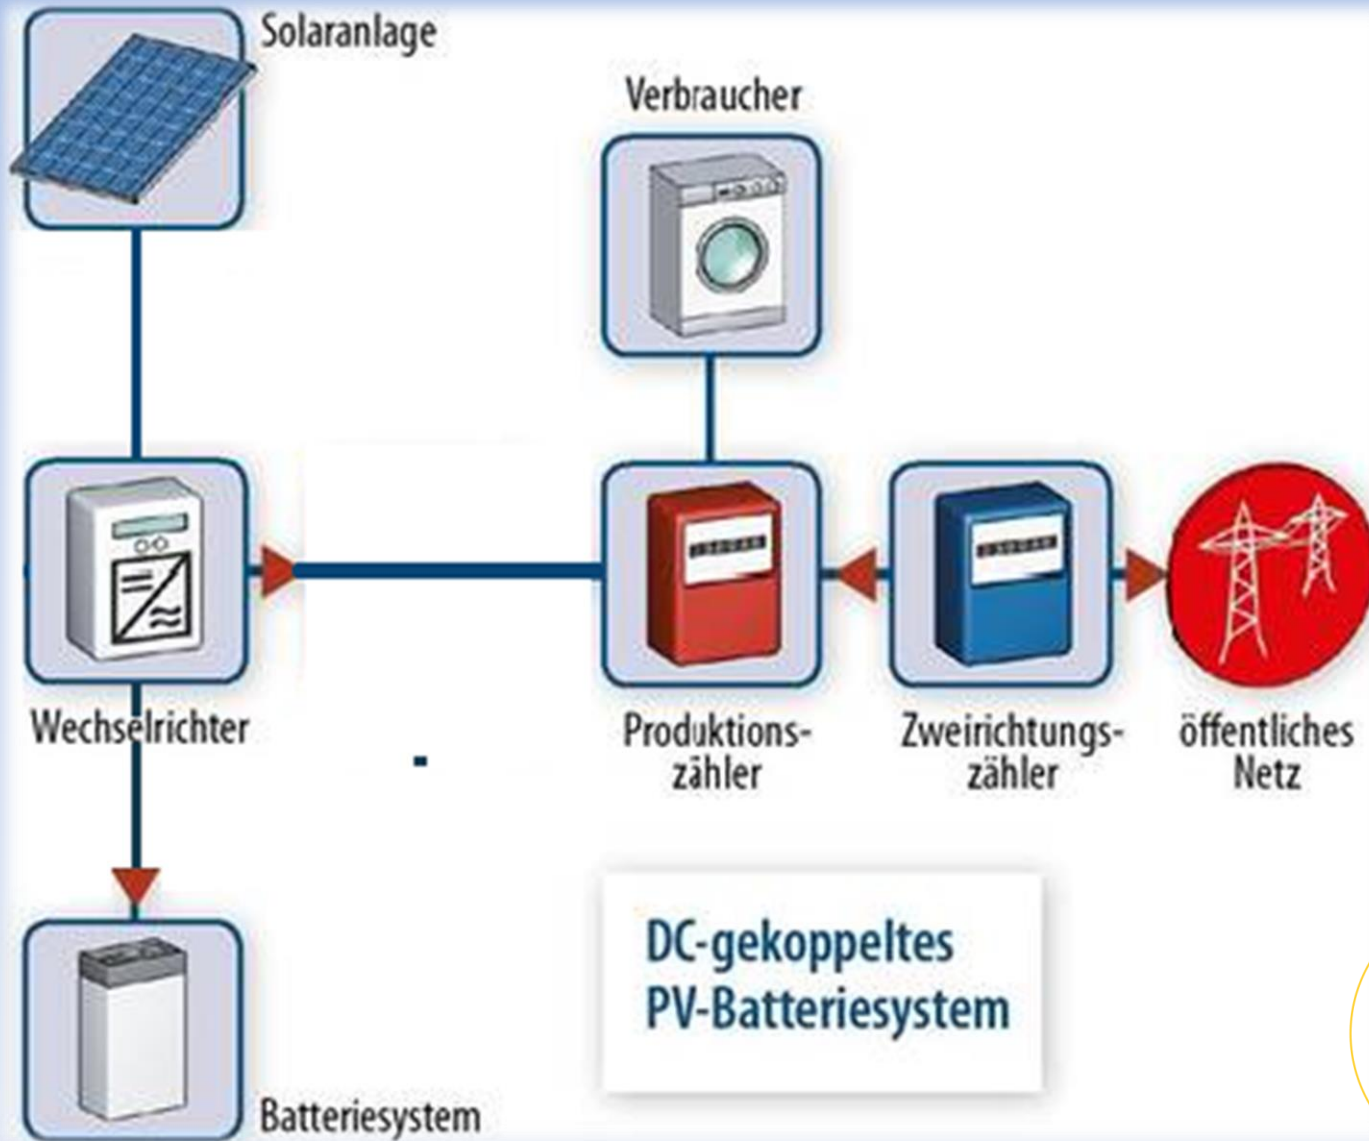 Solaranlage
Verbraucher
Wechselrichter
Produktions-
zähler
Zweirichtungs-
zähler
öffentliches
Netz
DC-gekoppeltes
PV-Batteriesystem
Batteriesystem